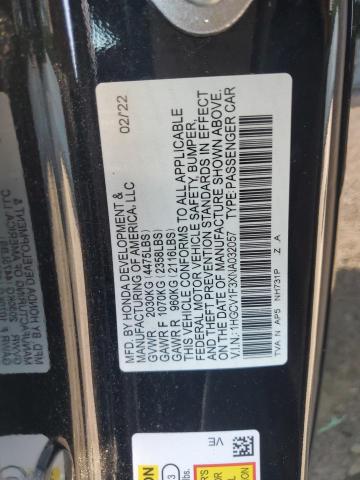 02/22
MFD. BY HONDA DEVELOPMENT &
MANUFACTURING OF AMERICA, LLC
GVWR 2030KG (4475LBS)
GAWR F 1070KG (2358LBS)
GAWR R 960KG (2116LBS)
THIS VEHICLE CONFORMS TO ALL APPLICABLE
FEDERAL MOTOR VEHICLE SAFETY, BUMPER,
AND THEFT PREVENTION STANDARDS IN EFFECT
ON THE DATE OF MANUFACTURE SHOWN ABOVE.
V.I.N.:1HGCV1F3XNA032057 TYPE:PASSENGER CAR
TVA N AP5 NH731P Z A
VE